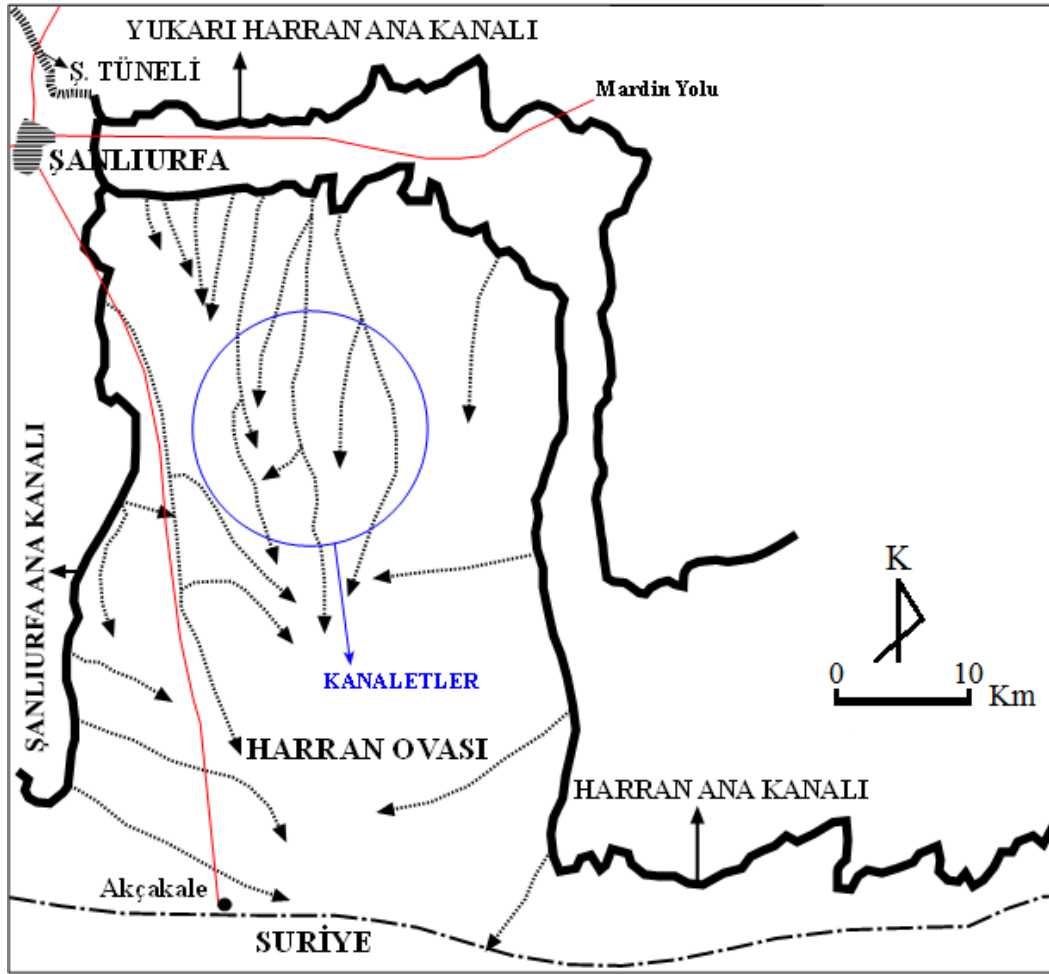 YUKARI HARRAN ANA KANALI
Ş. TÜNELİ
Mardin Yolu
ŞANLIURFA
ŞANLIURFA ANA KANALI
K
0 10
Km
KANALETLER
HARRAN OVASI
HARRAN ANA KANALI
Akçakale
SURİYE